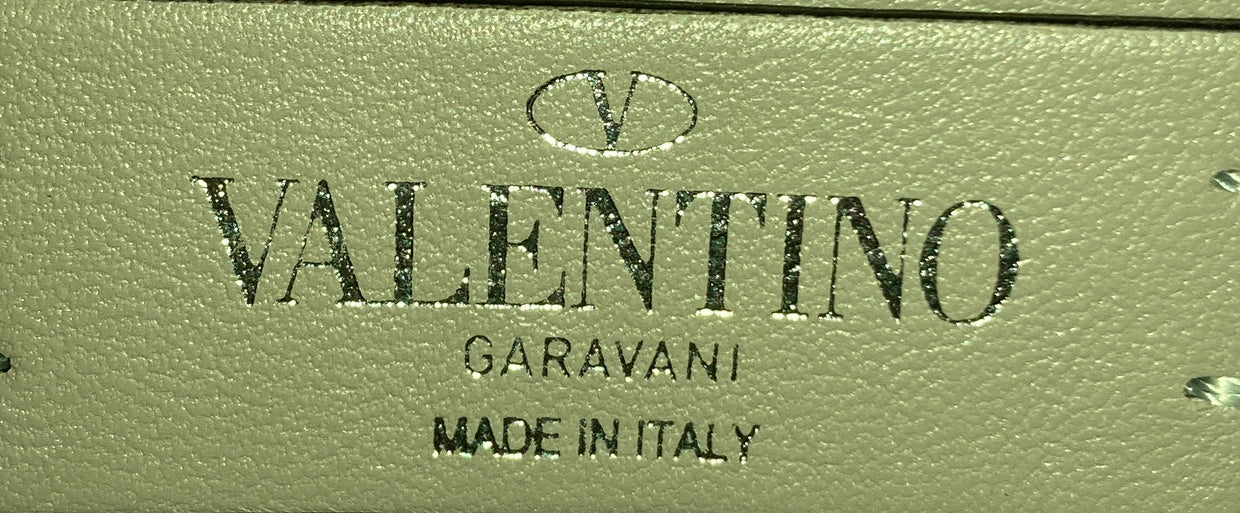 V
VALENTINO
GARAVANI
MADE IN ITALY